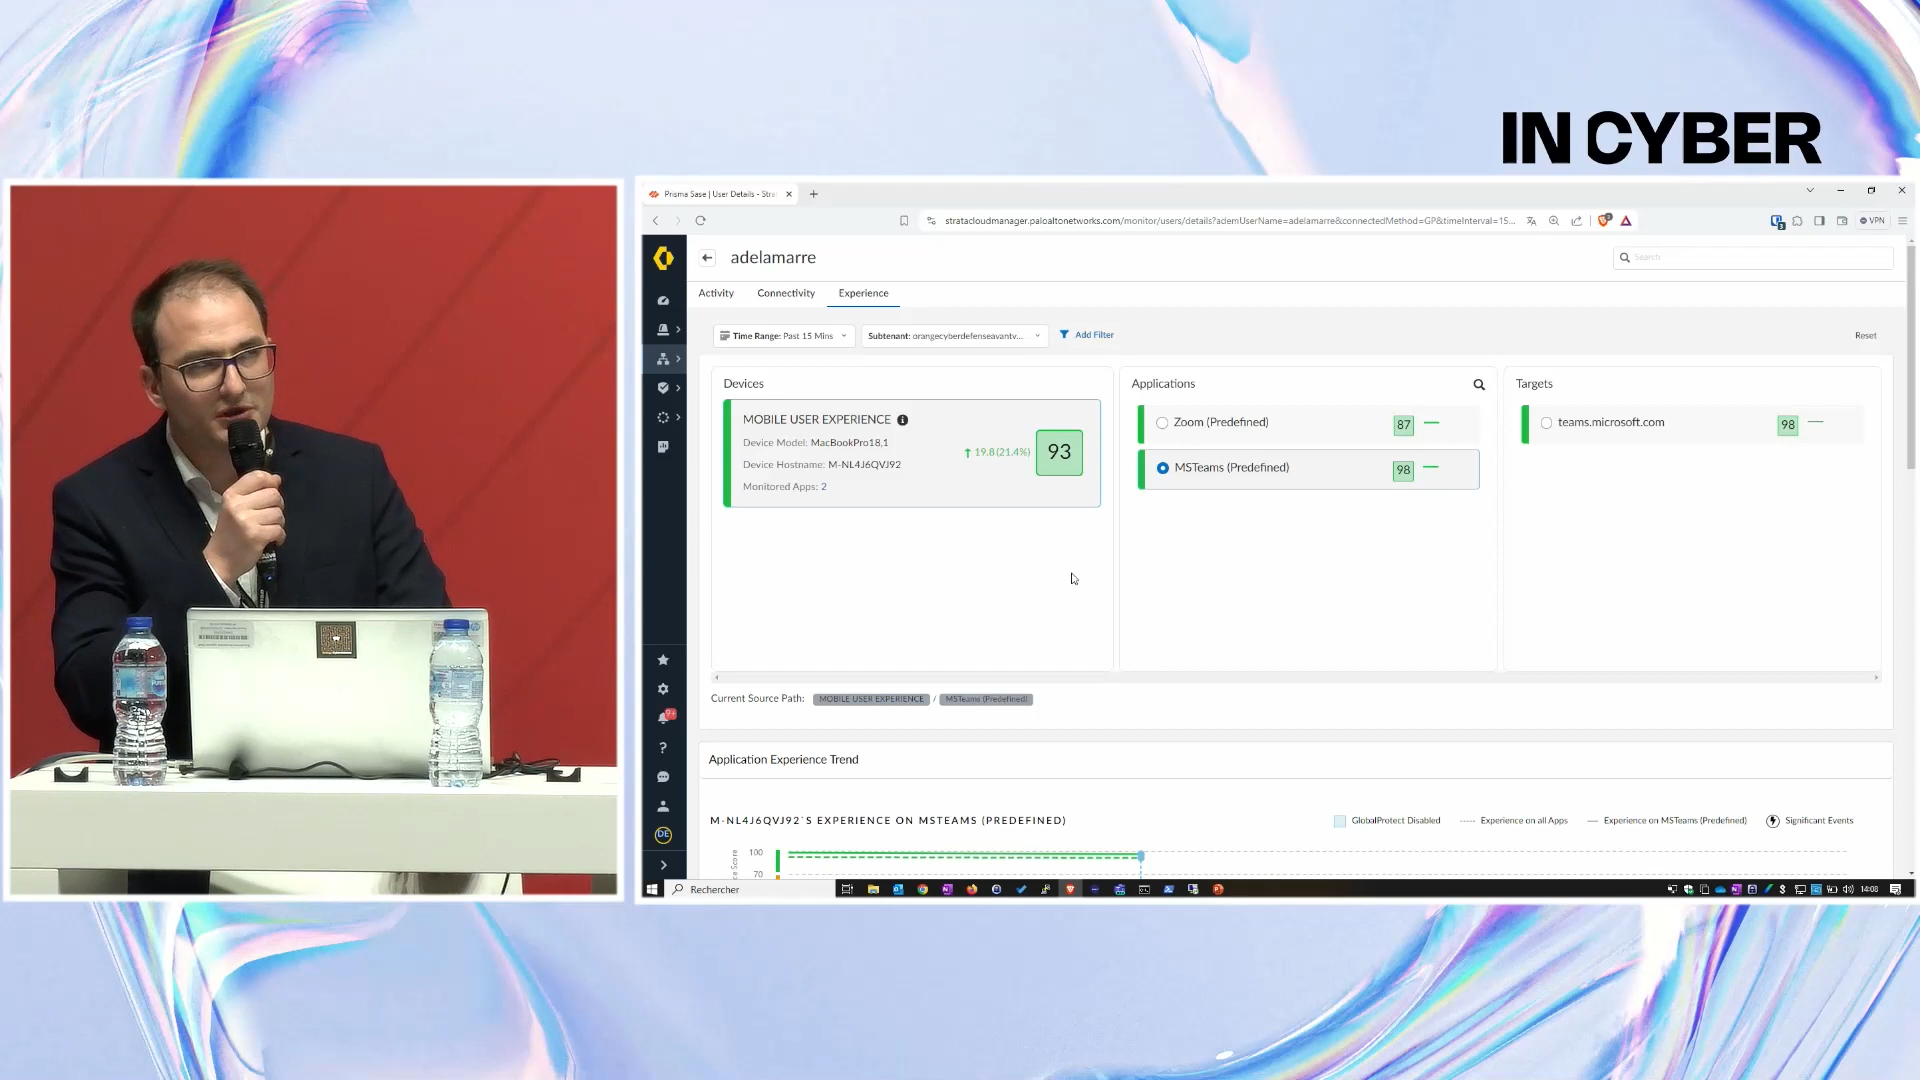 IN CYBER
Prisma Sase | User Details - Stra
stratacloudmanager.paloaltonetworks.com/monitor/users/details?ademUserName=adelamarre&connectedMethod=GP&timeInterval=15...
VPN
adelamarre
Search
Activity
Connectivity
Experience
Time Range: Past 15 Mins
Subtenant: orangecyberdefenseavantv...
Add Filter
Reset
Devices
MOBILE USER EXPERIENCE
Device Model: MacBookPro18,1
Device Hostname: M-NL4J6QVJ92
Monitored Apps: 2
19.8(21.4%)
93
Applications
Zoom (Predefined)
87
MSTeams (Predefined)
98
Targets
teams.microsoft.com
98
Current Source Path: MOBILE USER EXPERIENCE / MSTeams (Predefined)
Application Experience Trend
M-NL4J6QVJ92`S EXPERIENCE ON MSTEAMS (PREDEFINED)
GlobalProtect Disabled
Experience on all Apps
Experience on MSTeams (Predefined)
Significant Events
100
70
9+
DE
Rechercher
14:08